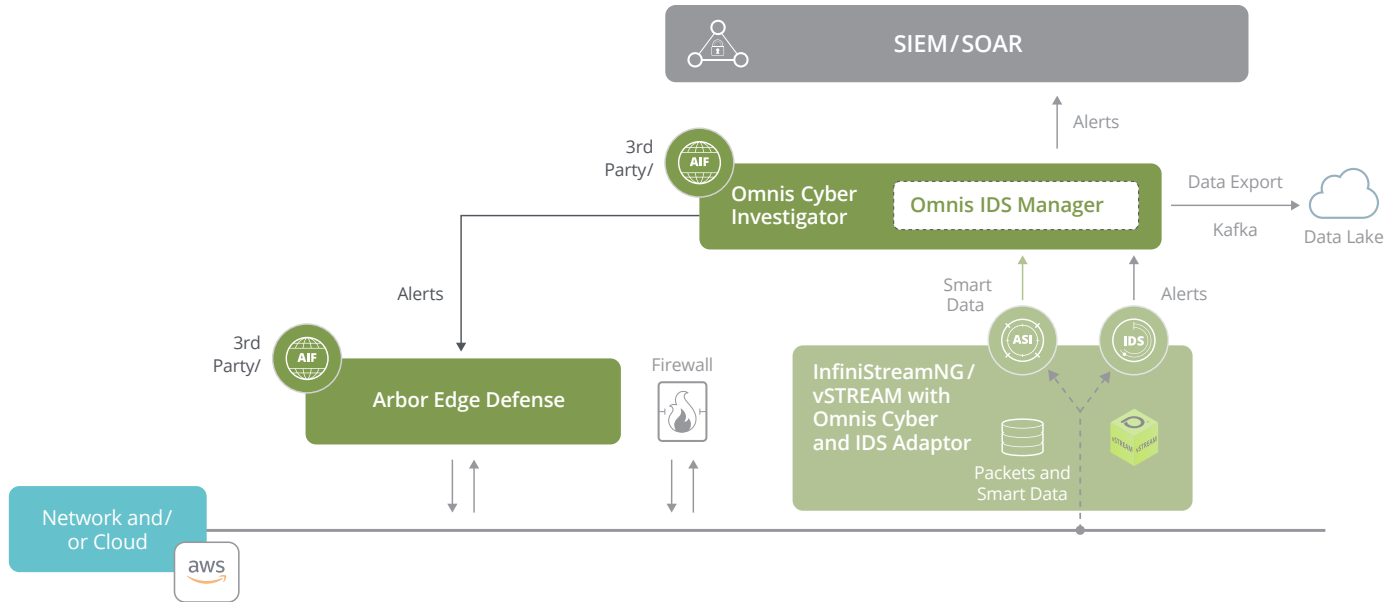 SIEM/SOAR
Alerts
3rd
Party/
AIF
Omnis Cyber
Investigator
Omnis IDS Manager
Data Export
Kafka
Data Lake
Smart
Data
Alerts
Alerts
3rd
Party/
AIF
Arbor Edge Defense
Firewall
ASI
IDS
InfiniStreamNG/
vSTREAM with
Omnis Cyber
and IDS Adaptor
vSTREAM
vSTREAM
Packets and
Smart Data
Network and/
or Cloud
aws